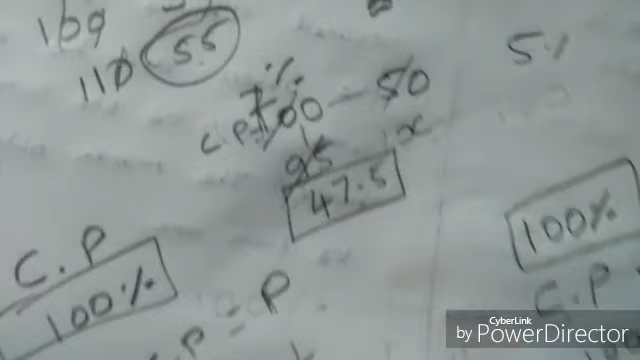 169
110 55
5%
%
C.P 100 — 50
95 x
47.5
C.P
100%
100%
C.P
P = P
CyberLink
by PowerDirector